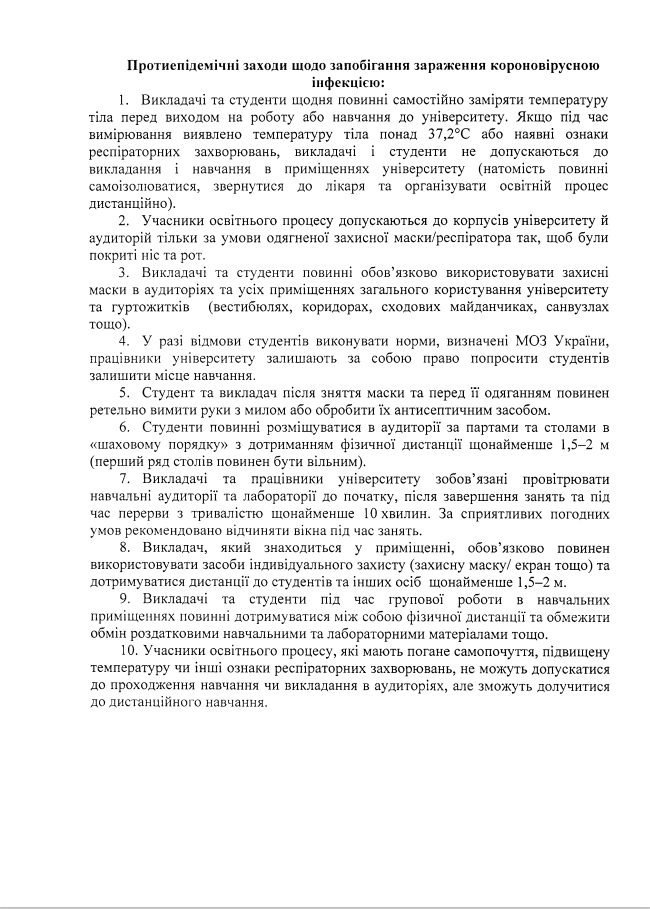 Протиепідемічні заходи щодо запобігання зараження короновірусною
інфекцією:
1. Викладачі та студенти щодня повинні самостійно заміряти температуру
тіла перед виходом на роботу або навчання до університету. Якщо під час
вимірювання виявлено температуру тіла понад 37,2°С або наявні ознаки
респіраторних захворювань, викладачі і студенти не допускаються до
викладання і навчання в приміщеннях університету (натомість повинні
самоізолюватися, звернутися до лікаря та організувати освітній процес
дистанційно).
2. Учасники освітнього процесу допускаються до корпусів університету й
аудиторій тільки за умови одягненої захисної маски/респіратора так, щоб були
покриті ніс та рот.
3. Викладачі та студенти повинні обов’язково використовувати захисні
маски в аудиторіях та усіх приміщеннях загального користування університету
та гуртожитків (вестибюлях, коридорах, сходових майданчиках, санвузлах
тощо).
4. У разі відмови студентів виконувати норми, визначені МОЗ України,
працівники університету залишають за собою право попросити студентів
залишити місце навчання.
5. Студент та викладач після зняття маски та перед її одяганням повинен
ретельно вимити руки з милом або обробити їх антисептичним засобом.
6. Студенти повинні розміщуватися в аудиторії за партами та столами в
«шаховому порядку» з дотриманням фізичної дистанції щонайменше 1,5–2 м
(перший ряд столів повинен бути вільним).
7. Викладачі та працівники університету зобов’язані провітрювати
навчальні аудиторії та лабораторії до початку, після завершення занять та під
час перерви з тривалістю щонайменше 10 хвилин. За сприятливих погодних
умов рекомендовано відчиняти вікна під час занять.
8. Викладач, який знаходиться у приміщенні, обов’язково повинен
використовувати засоби індивідуального захисту (захисну маску/ екран тощо) та
дотримуватися дистанції до студентів та інших осіб щонайменше 1,5–2 м.
9. Викладачі та студенти під час групової роботи в навчальних
приміщеннях повинні дотримуватися між собою фізичної дистанції та обмежити
обмін роздатковими навчальними та лабораторними матеріалами тощо.
10. Учасники освітнього процесу, які мають погане самопочуття, підвищену
температуру чи інші ознаки респіраторних захворювань, не можуть допускатися
до проходження навчання чи викладання в аудиторіях, але зможуть долучитися
до дистанційного навчання.